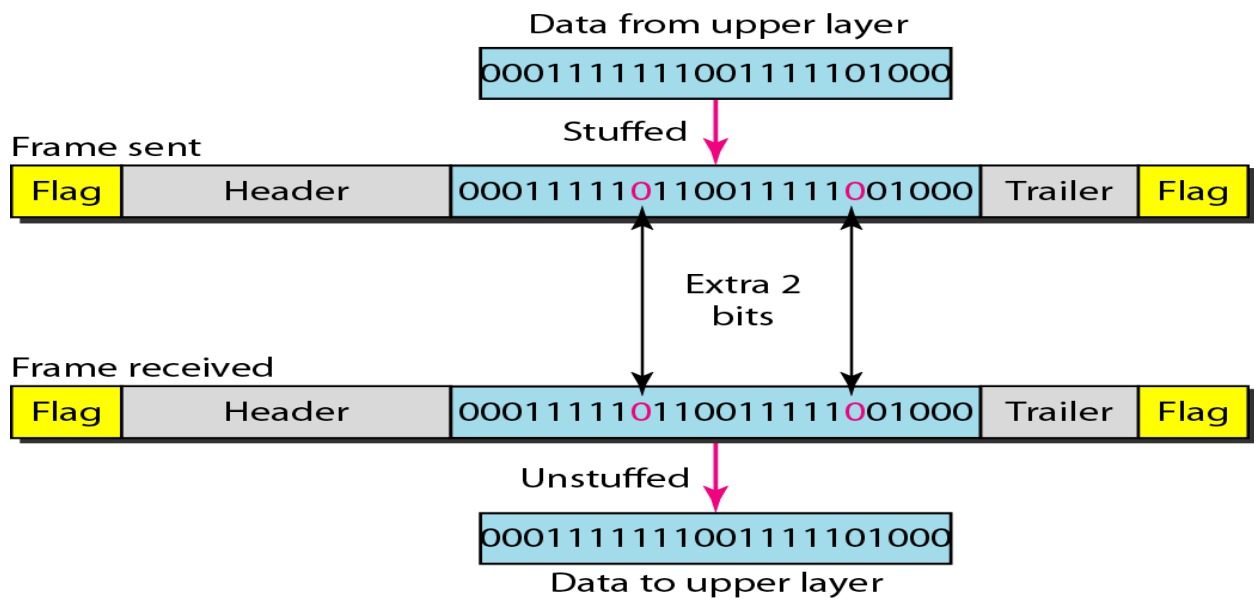 Data from upper layer
0001111111001111101000
Stuffed
Frame sent
Flag Header 000111110110011111001000 Trailer Flag
Extra 2
bits
Frame received
Flag Header 000111110110011111001000 Trailer Flag
Unstuffed
0001111111001111101000
Data to upper layer